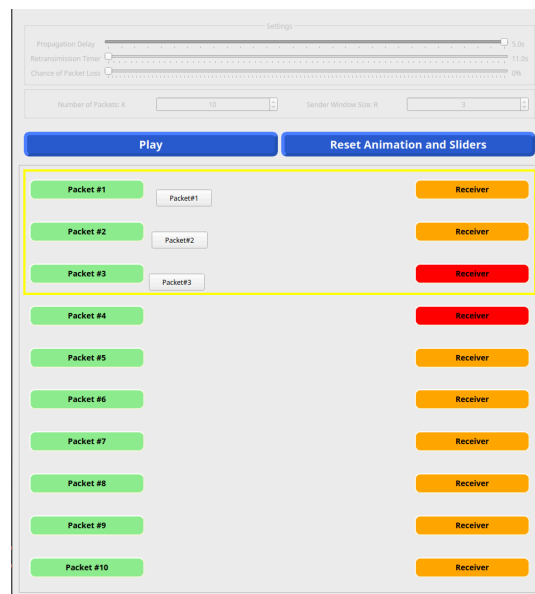 Settings
Propagation Delay 5.0s
Retransimission Timer 11.0s
Chance of Packet Loss 0%
Number of Packets: K 10 Sender Window Size: R 3
Play Reset Animation and Sliders
Packet #1 Packet#1 Receiver
Packet #2 Packet#2 Receiver
Packet #3 Packet#3 Receiver
Packet #4 Receiver
Packet #5 Receiver
Packet #6 Receiver
Packet #7 Receiver
Packet #8 Receiver
Packet #9 Receiver
Packet #10 Receiver